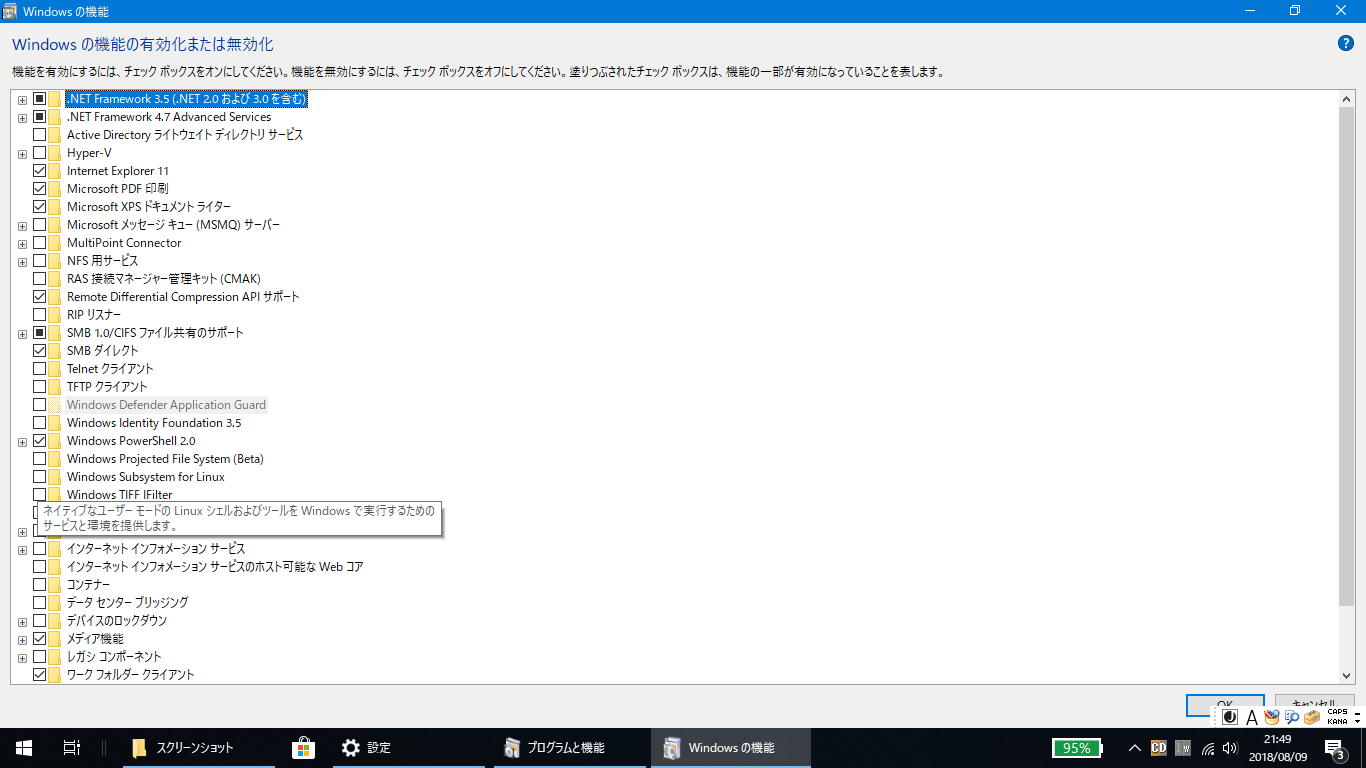 Windows の機能
Windows の機能の有効化または無効化
機能を有効にするには、チェック ボックスをオンにしてください。機能を無効にするには、チェック ボックスをオフにしてください。塗りつぶされたチェック ボックスは、機能の一部が有効になっていることを表します。
.NET Framework 3.5 (.NET 2.0 および 3.0 を含む)
.NET Framework 4.7 Advanced Services
Active Directory ライトウェイト ディレクトリ サービス
Hyper-V
Internet Explorer 11
Microsoft PDF 印刷
Microsoft XPS ドキュメント ライター
Microsoft メッセージ キュー (MSMQ) サーバー
MultiPoint Connector
NFS 用サービス
RAS 接続マネージャー管理キット (CMAK)
Remote Differential Compression API サポート
RIP リスナー
SMB 1.0/CIFS ファイル共有のサポート
SMB ダイレクト
Telnet クライアント
TFTP クライアント
Windows Defender Application Guard
Windows Identity Foundation 3.5
Windows PowerShell 2.0
Windows Projected File System (Beta)
Windows Subsystem for Linux
Windows TIFF IFilter
ネイティブなユーザー モードの Linux シェルおよびツールを Windows で実行するための
サービスと環境を提供します。
インターネット インフォメーション サービス
インターネット インフォメーション サービスのホスト可能な Web コア
コンテナー
データ センター ブリッジング
デバイスのロックダウン
メディア機能
レガシ コンポーネント
ワーク フォルダー クライアント
OK キャンセル
A CAPS
KANA
スクリーンショット 設定 プログラムと機能 Windows の機能 95% CD 21:49
2018/08/09 3